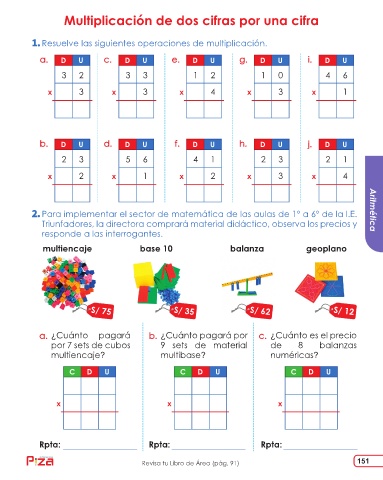 Multiplicación de dos cifras por una cifra
1. Resuelve las siguientes operaciones de multiplicación.
a. D U c. D U e. D U g. D U i. D U
3 2 3 3 1 2 1 0 4 6
x 3 x 3 x 4 x 3 x 1
b. D U d. D U f. D U h. D U j. D U
2 3 5 6 4 1 2 3 2 1
x 2 x 1 x 2 x 3 x 4
Aritmética
2. Para implementar el sector de matemática de las aulas de 1° a 6° de la I.E.
Triunfadores, la directora comprará material didáctico, observa los precios y
responde a las interrogantes.
multiencaje base 10 balanza geoplano
S/ 75 S/ 35 S/ 62 S/ 12
a. ¿Cuánto pagará b. ¿Cuánto pagará por c. ¿Cuánto es el precio
por 7 sets de cubos 9 sets de material de 8 balanzas
multiencaje? multibase? numéricas?
C D U C D U C D U
x x x
Rpta: Rpta: Rpta:
Piza Revisa tu Libro de Área (pág. 91) 151